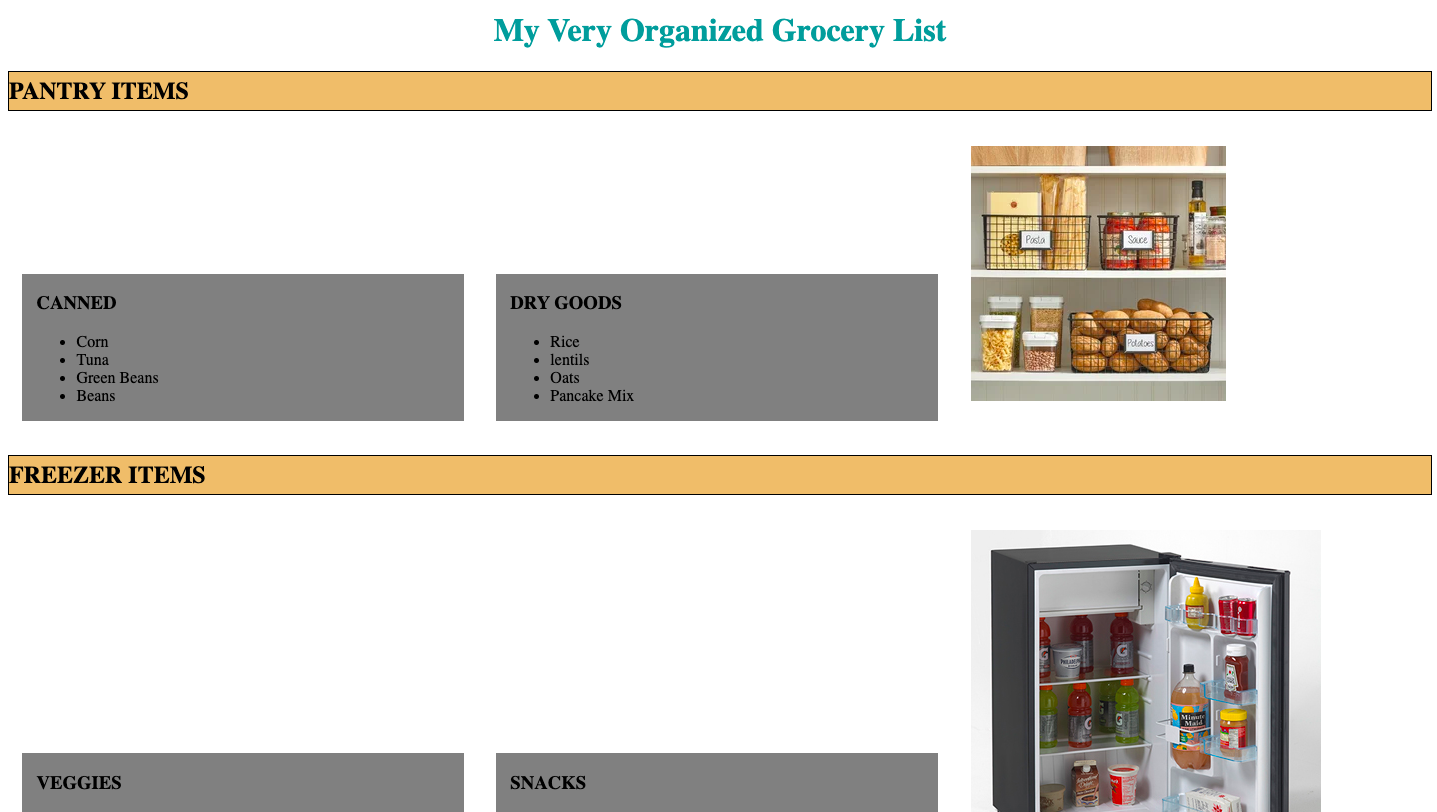 My Very Organized Grocery List
PANTRY ITEMS
CANNED
Corn
Tuna
Green Beans
Beans
DRY GOODS
Rice
lentils
Oats
Pancake Mix
Pasta
Sauce
Potatoes
FREEZER ITEMS
VEGGIES
SNACKS
Minute
Maid